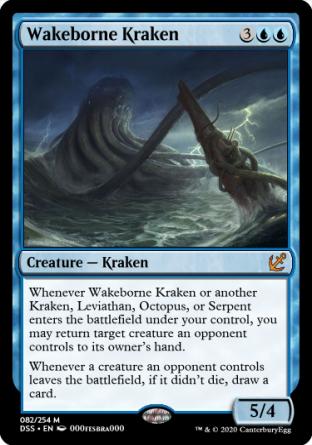 Wakeborne Kraken 3
Creature — Kraken
Whenever Wakeborne Kraken or another
Kraken, Leviathan, Octopus, or Serpent
enters the battlefield under your control, you
may return target creature an opponent
controls to its owner's hand.
Whenever a creature an opponent controls
leaves the battlefield, if it didn't die, draw a
card.
5/4
082/254 M
DSS • EN 000YESBRA000
™ & © 2020 CanterburyEgg